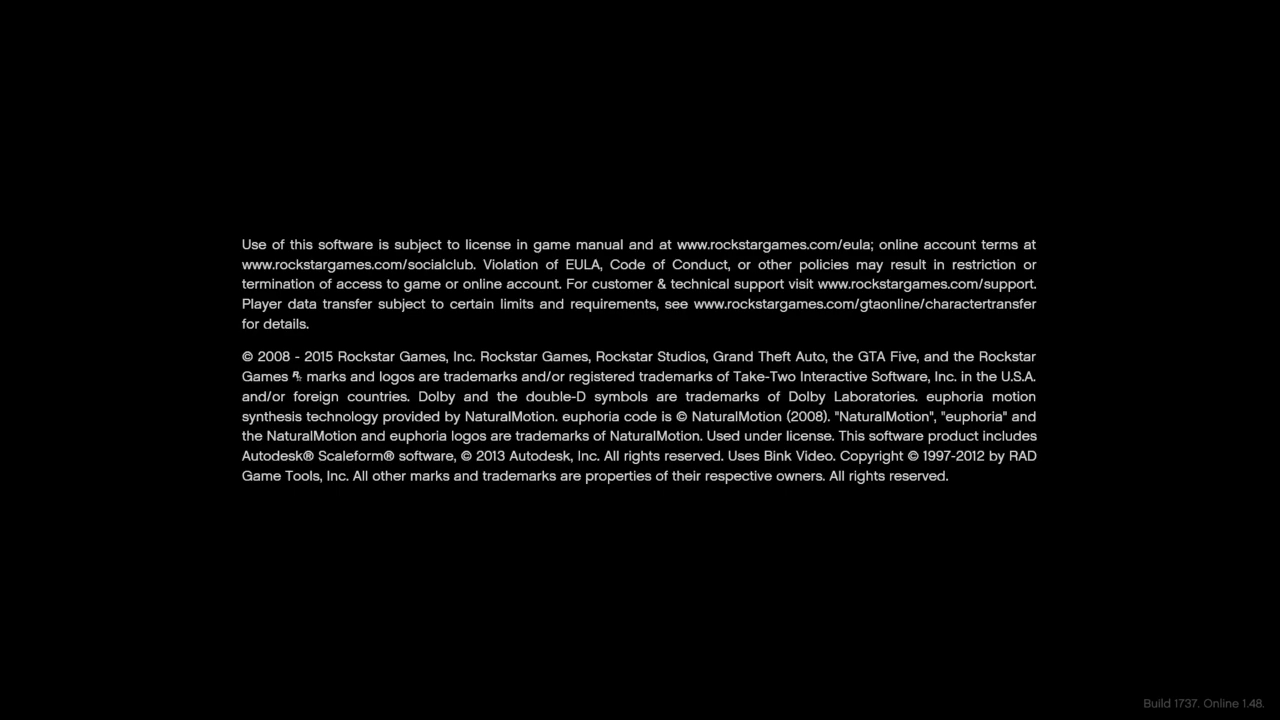 Use of this software is subject to license in game manual and at www.rockstargames.com/eula; online account terms at
www.rockstargames.com/socialclub. Violation of EULA, Code of Conduct, or other policies may result in restriction or
termination of access to game or online account. For customer & technical support visit www.rockstargames.com/support.
Player data transfer subject to certain limits and requirements, see www.rockstargames.com/gtaonline/charactertransfer
for details.
© 2008 - 2015 Rockstar Games, Inc. Rockstar Games, Rockstar Studios, Grand Theft Auto, the GTA Five, and the Rockstar
Games R* marks and logos are trademarks and/or registered trademarks of Take-Two Interactive Software, Inc. in the U.S.A.
and/or foreign countries. Dolby and the double-D symbols are trademarks of Dolby Laboratories. euphoria motion
synthesis technology provided by NaturalMotion. euphoria code is © NaturalMotion (2008). "NaturalMotion", "euphoria" and
the NaturalMotion and euphoria logos are trademarks of NaturalMotion. Used under license. This software product includes
Autodesk® Scaleform® software, © 2013 Autodesk, Inc. All rights reserved. Uses Bink Video. Copyright © 1997-2012 by RAD
Game Tools, Inc. All other marks and trademarks are properties of their respective owners. All rights reserved.
Build 1737. Online 1.48.